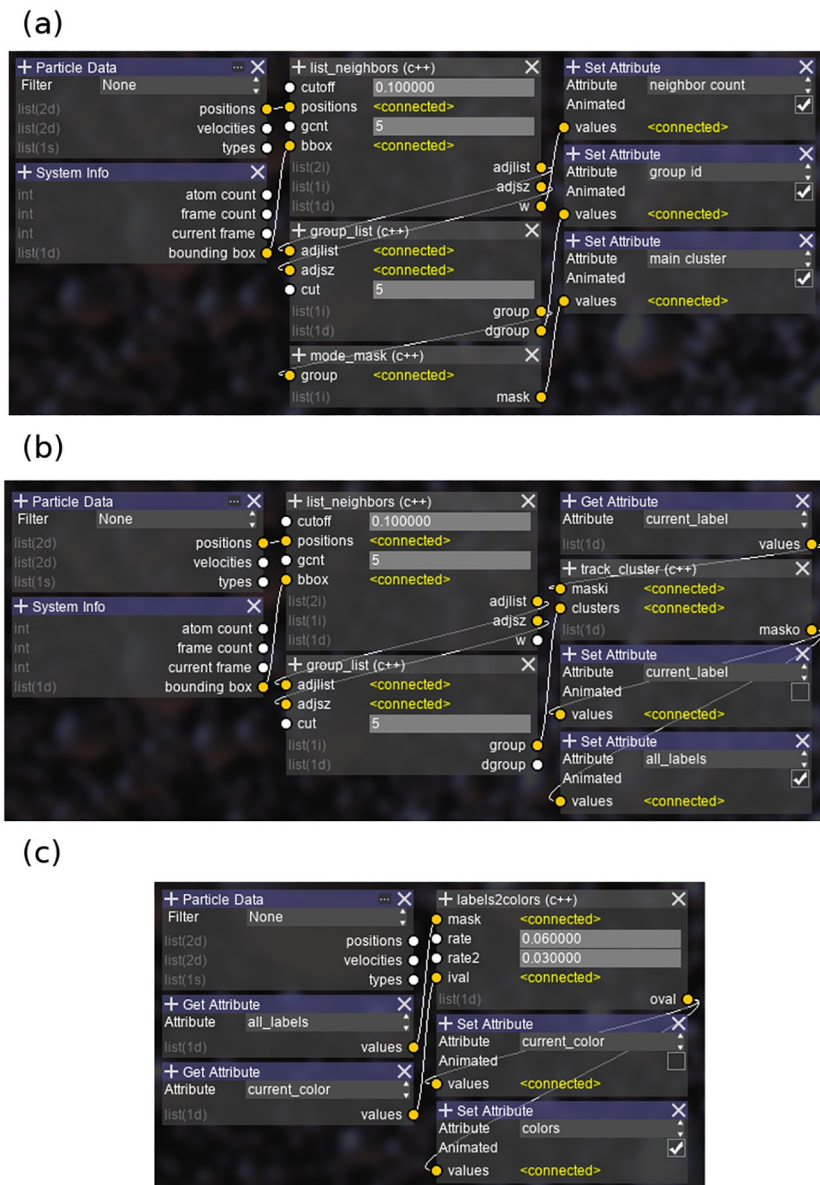 (a)
Particle Data ...
Filter None
list(2d) positions
list(2d) velocities
list(1s) types
System Info
int atom count
int frame count
int current frame
list(1d) bounding box
list_neighbors (c++)
cutoff 0.100000
positions <connected>
gcnt 5
bbox <connected>
list(2i) adjlist
list(1i) adjsz
list(1d) w
group_list (c++)
adjlist <connected>
adjsz <connected>
cut 5
list(1i) group
list(1d) dgroup
mode_mask (c++)
group <connected>
list(1i) mask
Set Attribute
Attribute neighbor count
Animated
values <connected>
Set Attribute
Attribute group id
Animated
values <connected>
Set Attribute
Attribute main cluster
Animated
values <connected>
(b)
Particle Data ...
Filter None
list(2d) positions
list(2d) velocities
list(1s) types
System Info
int atom count
int frame count
int current frame
list(1d) bounding box
list_neighbors (c++)
cutoff 0.100000
positions <connected>
gcnt 5
bbox <connected>
list(2i) adjlist
list(1i) adjsz
list(1d) w
group_list (c++)
adjlist <connected>
adjsz <connected>
cut 5
list(1i) group
list(1d) dgroup
Get Attribute
Attribute current_label
list(1d) values
track_cluster (c++)
maski <connected>
clusters <connected>
list(1d) masko
Set Attribute
Attribute current_label
Animated
values <connected>
Set Attribute
Attribute all_labels
Animated
values <connected>
(c)
Particle Data ...
Filter None
list(2d) positions
list(2d) velocities
list(1s) types
Get Attribute
Attribute all_labels
list(1d) values
Get Attribute
Attribute current_color
list(1d) values
labels2colors (c++)
mask <connected>
rate 0.060000
rate2 0.030000
ival <connected>
list(1d) oval
Set Attribute
Attribute current_color
Animated
values <connected>
Set Attribute
Attribute colors
Animated
values <connected>